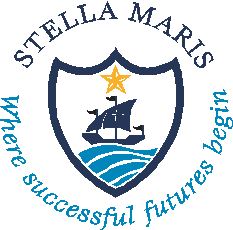 STELLA MARIS
Where successful futures begin